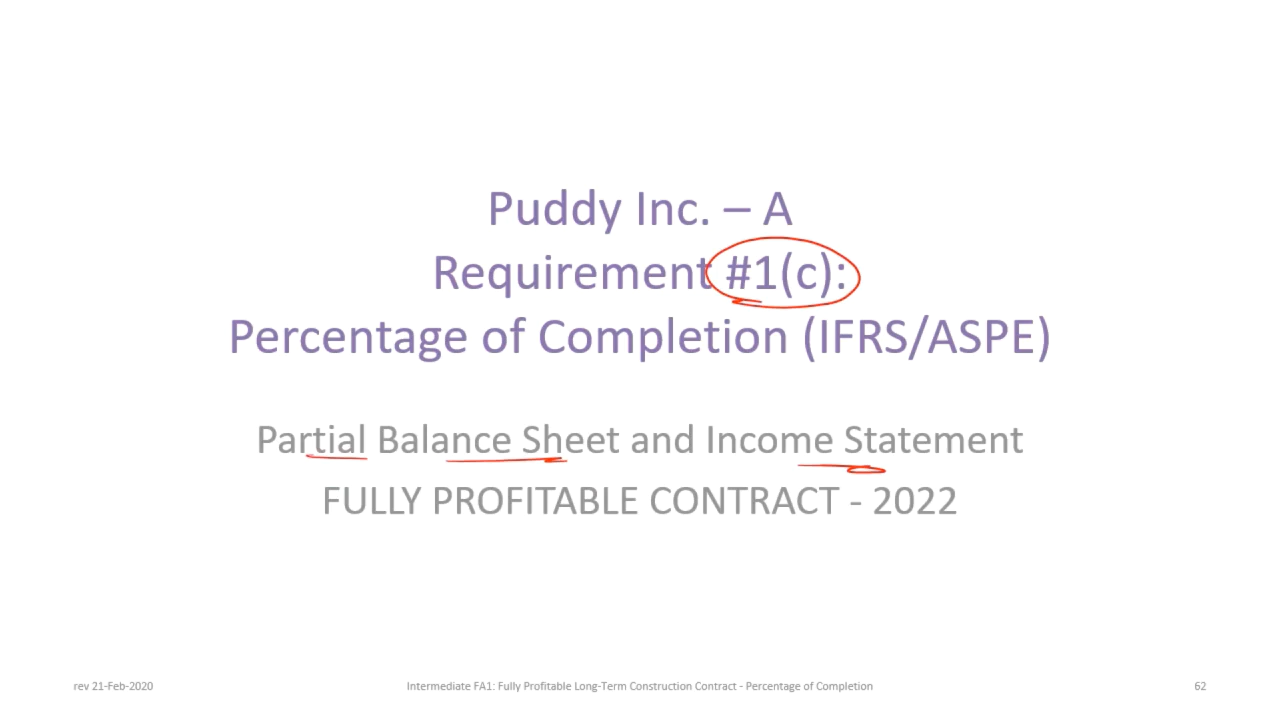 Puddy Inc. – A
Requirement #1(c):
Percentage of Completion (IFRS/ASPE)
Partial Balance Sheet and Income Statement
FULLY PROFITABLE CONTRACT - 2022
rev 21-Feb-2020
Intermediate FA1: Fully Profitable Long-Term Construction Contract - Percentage of Completion
62